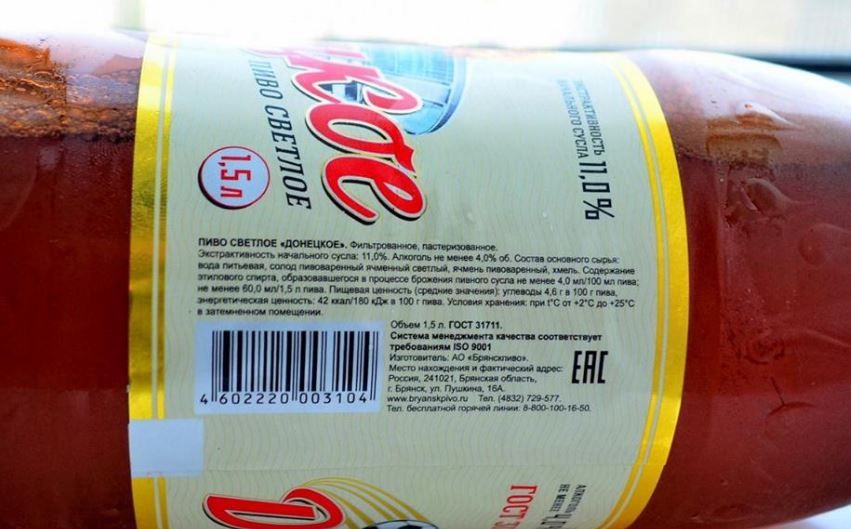 цкое
ПИВО СВЕТЛОЕ
1,5 л
ЭКСТРАКТИВНОСТЬ
НАЧАЛЬНОГО СУСЛА 11,0%
ПИВО СВЕТЛОЕ «ДОНЕЦКОЕ». Фильтрованное, пастеризованное.
Экстрактивность начального сусла: 11,0%. Алкоголь не менее 4,0% об. Состав основного сырья:
вода питьевая, солод пивоваренный ячменный светлый, ячмень пивоваренный, хмель. Содержание
этилового спирта, образовавшегося в процессе брожения пивного сусла не менее 4,0 мл/100 мл пива;
не менее 60,0 мл/1,5 л пива. Пищевая ценность (средние значения): углеводы 4,6 г в 100 г пива,
энергетическая ценность: 42 ккал/180 кДж в 100 г пива. Условия хранения: при t°С от +2°С до +25°С
в затемненном помещении.
Объем 1,5 л. ГОСТ 31711.
Система менеджмента качества соответствует
требованиям ISO 9001
Изготовитель: АО «Брянскпиво».
Место нахождения и фактический адрес:
Россия, 241021, Брянская область,
г. Брянск, ул. Пушкина, 16А.
www.bryanskpivo.ru Тел. (4832) 729-577.
Тел. бесплатной горячей линии: 8-800-100-16-50.
EAC
4 602220 003104
Д
ГОСТ 3
АЛКОГОЛЬ
НЕ МЕНЕЕ 4,0